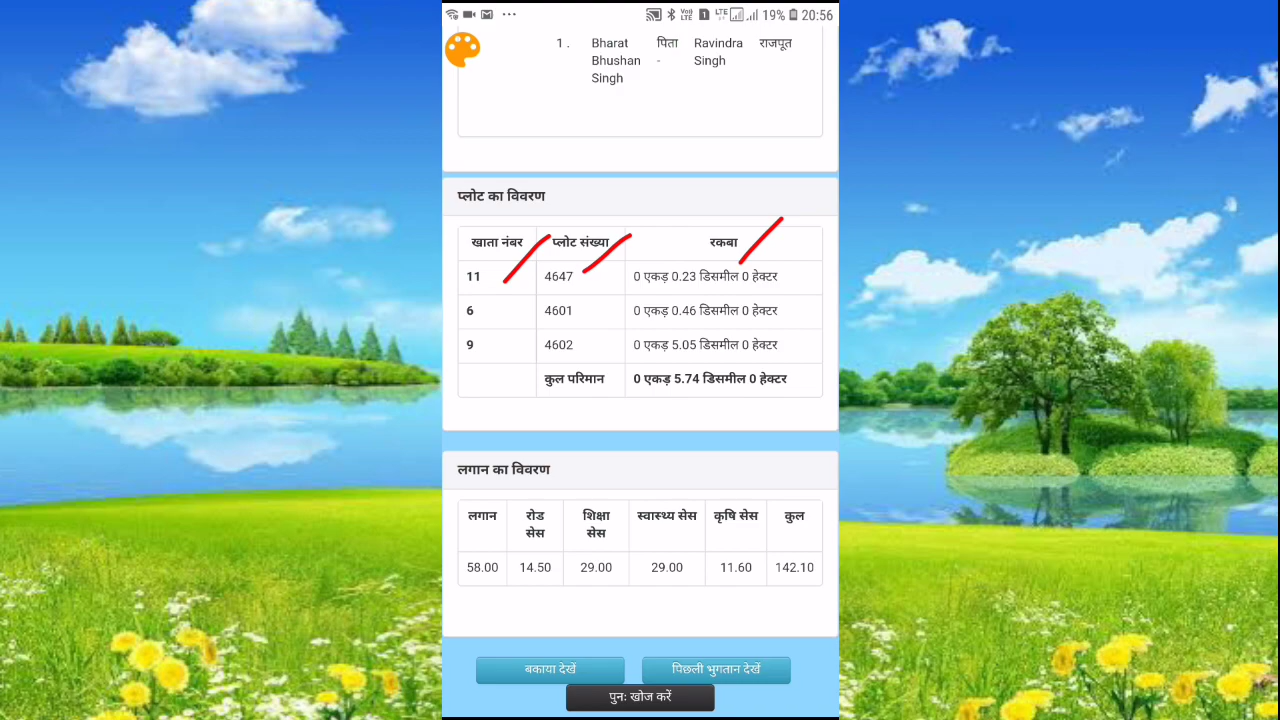 19% 20:56
1 . Bharat पिता Ravindra राजपूत
Bhushan - Singh
Singh
प्लोट का विवरण
खाता नंबर प्लोट संख्या रकबा
11 4647 0 एकड़ 0.23 डिसमील 0 हेक्टर
6 4601 0 एकड़ 0.46 डिसमील 0 हेक्टर
9 4602 0 एकड़ 5.05 डिसमील 0 हेक्टर
कुल परिमान 0 एकड़ 5.74 डिसमील 0 हेक्टर
लगान का विवरण
लगान रोड शिक्षा स्वास्थ्य सेस कृषि सेस कुल
सेस सेस
58.00 14.50 29.00 29.00 11.60 142.10
बकाया देखें पिछली भुगतान देखें
पुनः खोज करें